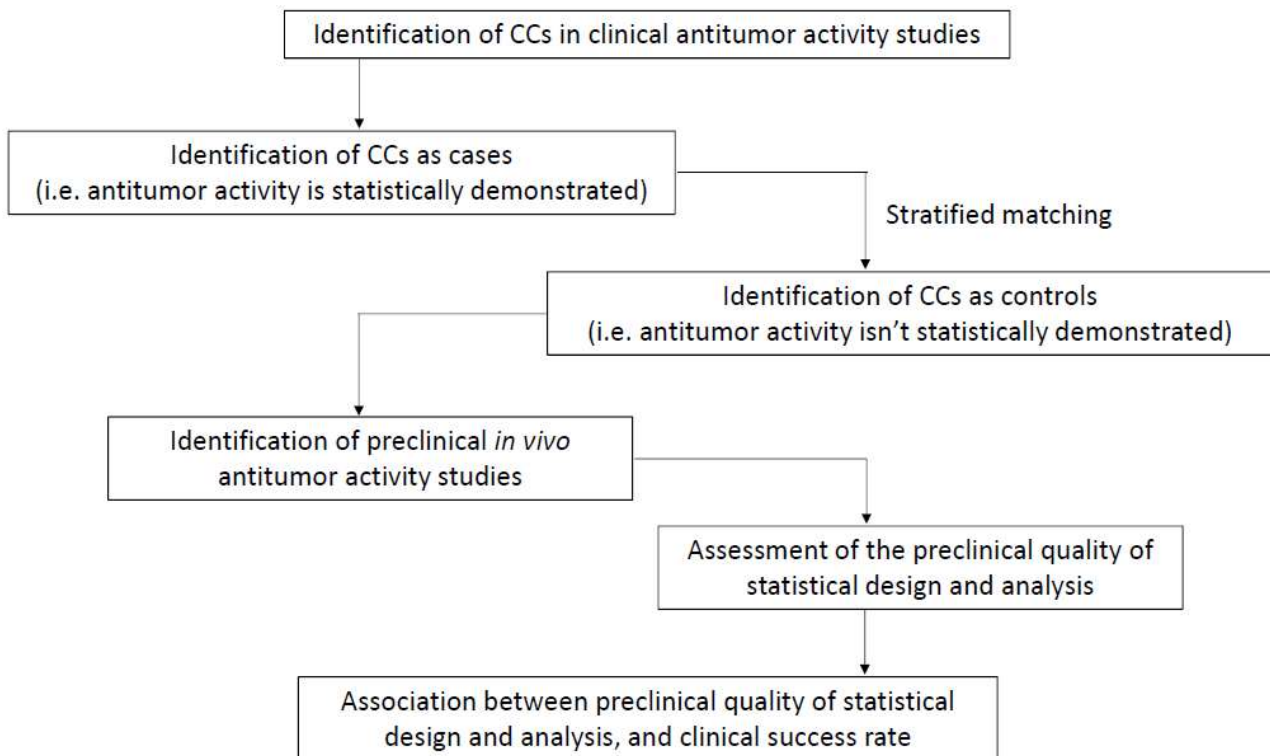 Identification of CCs in clinical antitumor activity studies
Identification of CCs as cases
(i.e. antitumor activity is statistically demonstrated)
Stratified matching
Identification of CCs as controls
(i.e. antitumor activity isn’t statistically demonstrated)
Identification of preclinical in vivo
antitumor activity studies
Assessment of the preclinical quality of
statistical design and analysis
Association between preclinical quality of statistical
design and analysis, and clinical success rate